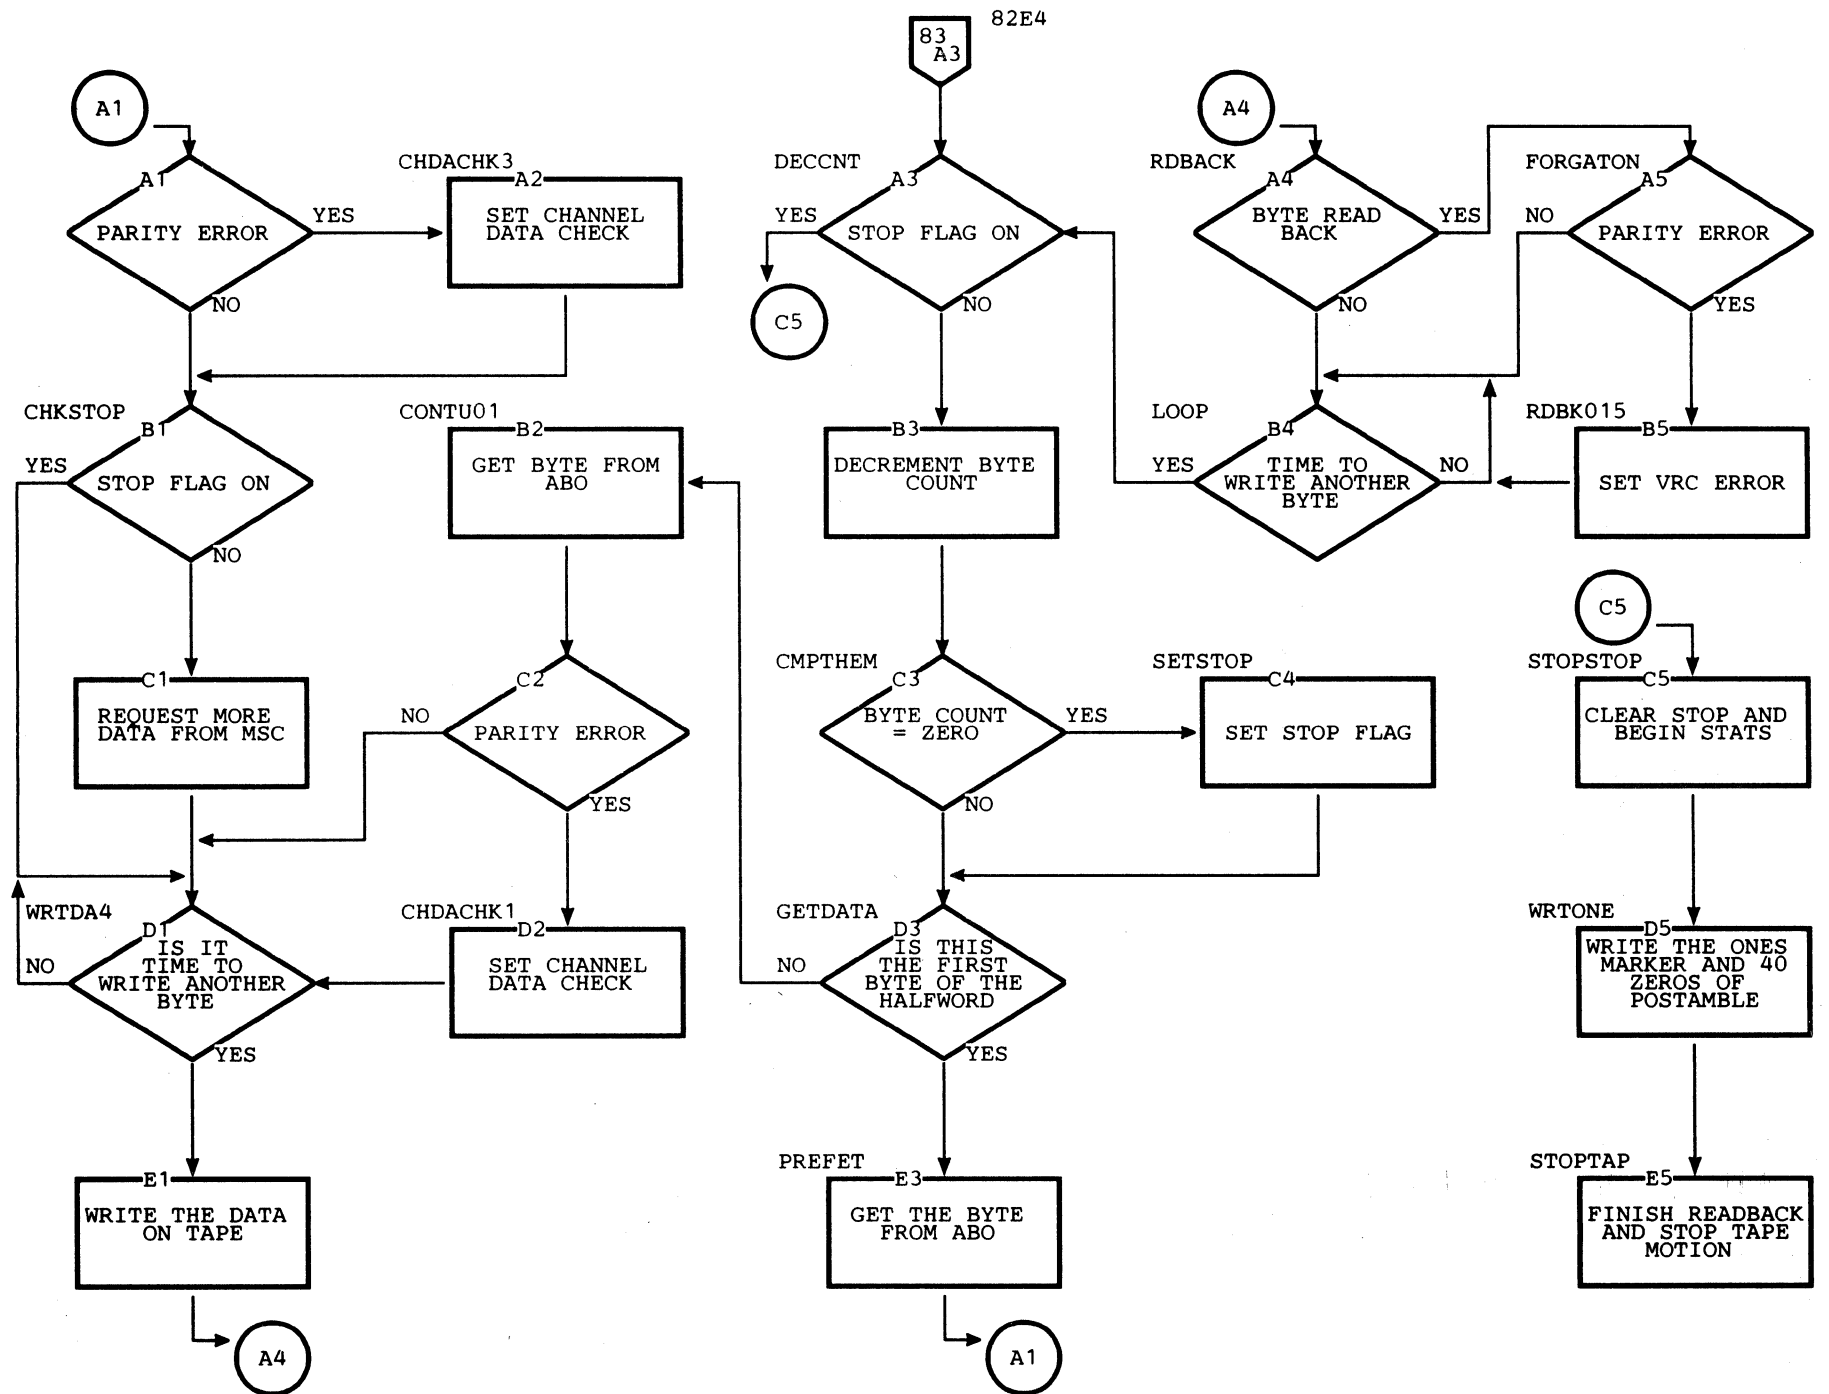 82E4
83
A3
A1
A4
CHDACHK3
DECCNT
RDBACK
FORGATON
A1
PARITY ERROR
YES
NO
A2
SET CHANNEL
DATA CHECK
A3
STOP FLAG ON
YES
NO
C5
A4
BYTE READ
BACK
YES
NO
A5
PARITY ERROR
NO
YES
CHKSTOP
CONTU01
LOOP
RDBK015
B1
STOP FLAG ON
YES
NO
B2
GET BYTE FROM
ABO
B3
DECREMENT BYTE
COUNT
B4
TIME TO
WRITE ANOTHER
BYTE
YES
NO
B5
SET VRC ERROR
C5
CMPTHEM
SETSTOP
STOPSTOP
C1
REQUEST MORE
DATA FROM MSC
C2
PARITY ERROR
NO
YES
C3
BYTE COUNT
= ZERO
YES
NO
C4
SET STOP FLAG
C5
CLEAR STOP AND
BEGIN STATS
WRTDA4
CHDACHK1
GETDATA
WRTONE
D1
IS IT
TIME TO
WRITE ANOTHER
BYTE
NO
YES
D2
SET CHANNEL
DATA CHECK
D3
IS THIS
THE FIRST
BYTE OF THE
HALFWORD
NO
YES
D5
WRITE THE ONES
MARKER AND 40
ZEROS OF
POSTAMBLE
PREFET
STOPTAP
E1
WRITE THE DATA
ON TAPE
E3
GET THE BYTE
FROM ABO
E5
FINISH READBACK
AND STOP TAPE
MOTION
A4
A1